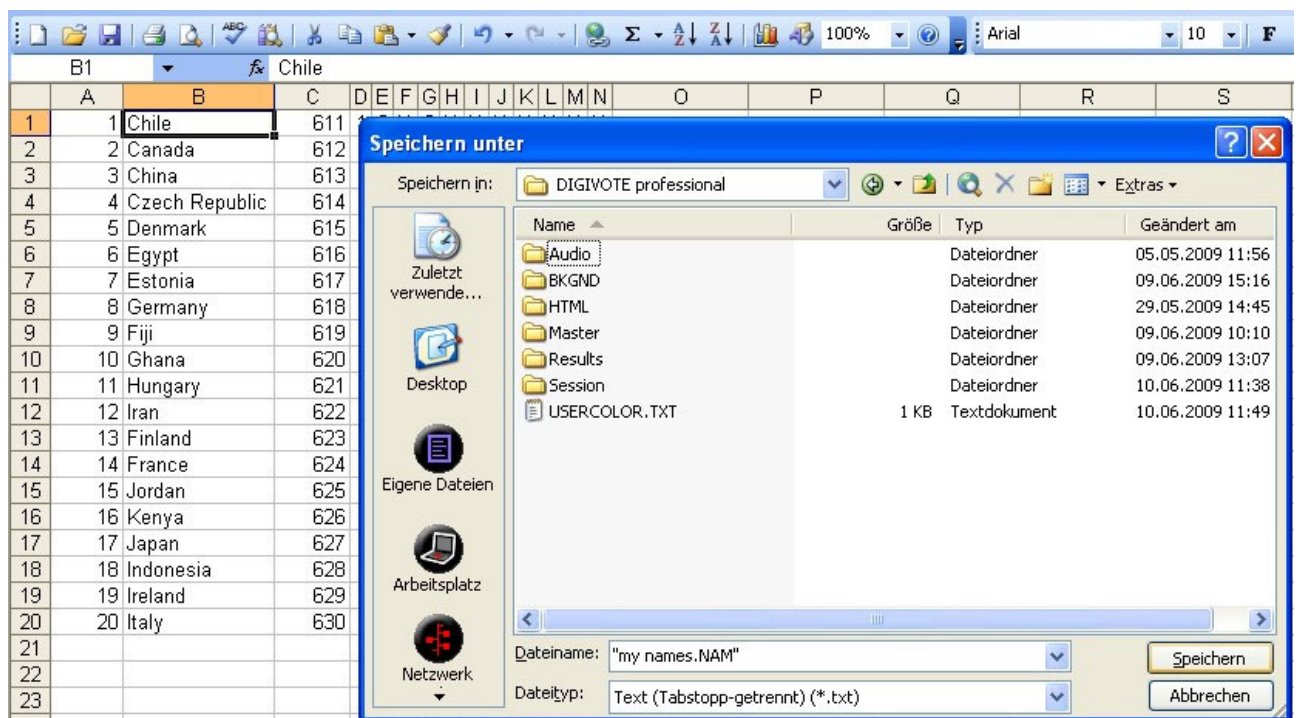 100% Arial 10 F
B1 fx Chile
A B C D E F G H I J K L M N O P Q R S
1 1 Chile 611
2 2 Canada 612
3 3 China 613
4 4 Czech Republic 614
5 5 Denmark 615
6 6 Egypt 616
7 7 Estonia 617
8 8 Germany 618
9 9 Fiji 619
10 10 Ghana 620
11 11 Hungary 621
12 12 Iran 622
13 13 Finland 623
14 14 France 624
15 15 Jordan 625
16 16 Kenya 626
17 17 Japan 627
18 18 Indonesia 628
19 19 Ireland 629
20 20 Italy 630
21
22
23
Speichern unter
Speichern in: DIGIVOTE professional Extras
Zuletzt
verwende...
Desktop
Eigene Dateien
Arbeitsplatz
Netzwerk
Name Größe Typ Geändert am
Audio Dateiordner 05.05.2009 11:56
BKGND Dateiordner 09.06.2009 15:16
HTML Dateiordner 29.05.2009 14:45
Master Dateiordner 09.06.2009 10:10
Results Dateiordner 09.06.2009 13:07
Session Dateiordner 10.06.2009 11:38
USERCOLOR.TXT 1 KB Textdokument 10.06.2009 11:49
Dateiname: "my names.NAM" Speichern
Dateityp: Text (Tabstopp-getrennt) (*.txt) Abbrechen